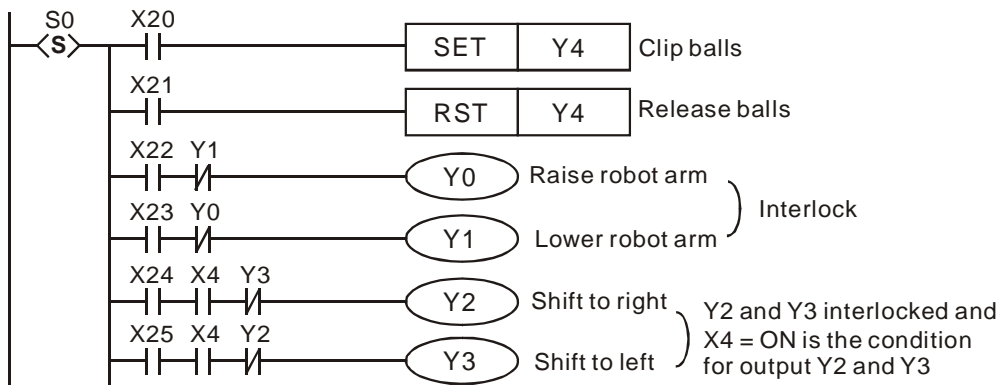 S0 X20
S SET Y4 Clip balls
X21
RST Y4 Release balls
X22 Y1
Y0 Raise robot arm
Interlock
X23 Y0
Y1 Lower robot arm
X24 X4 Y3
Y2 Shift to right
Y2 and Y3 interlocked and
X4 = ON is the condition
for output Y2 and Y3
X25 X4 Y2
Y3 Shift to left